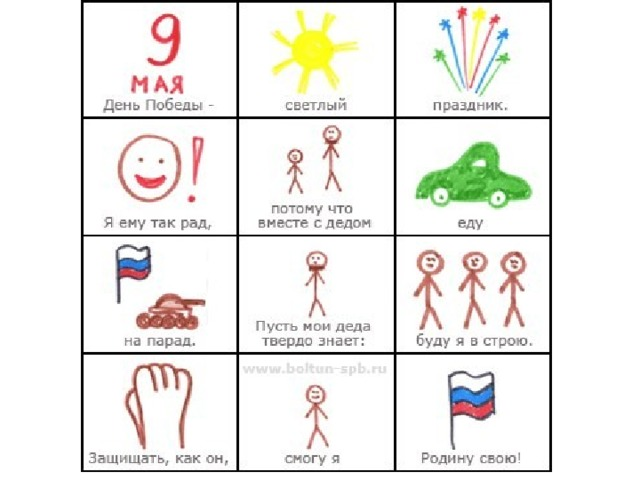 9
МАЯ
День Победы -
светлый
праздник.
Я ему так рад,
потому что
вместе с дедом
еду
на парад.
Пусть мой деда
твердо знает:
буду я в строю.
www.boltun-spb.ru
Защищать, как он,
смогу я
Родину свою!